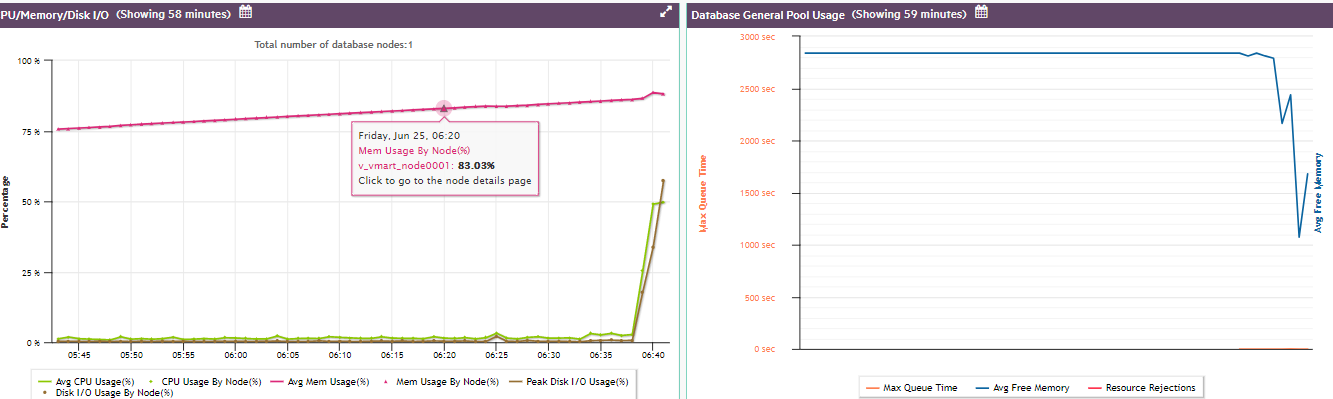 PU/Memory/Disk I/O (Showing 58 minutes)
Total number of database nodes:1
100 %
75 %
50 %
25 %
0 %
Percentage
Friday, Jun 25, 06:20
Mem Usage By Node(%)
v_vmart_node0001: 83.03%
Click to go to the node details page
05:45 05:50 05:55 06:00 06:05 06:10 06:15 06:20 06:25 06:30 06:35 06:40
Avg CPU Usage(%) CPU Usage By Node(%) Avg Mem Usage(%) Mem Usage By Node(%) Peak Disk I/O Usage(%)
Disk I/O Usage By Node(%)
Database General Pool Usage (Showing 59 minutes)
3000 sec
2500 sec
2000 sec
1500 sec
1000 sec
500 sec
0 sec
Max Queue Time
Avg Free Memory
Max Queue Time Avg Free Memory Resource Rejections